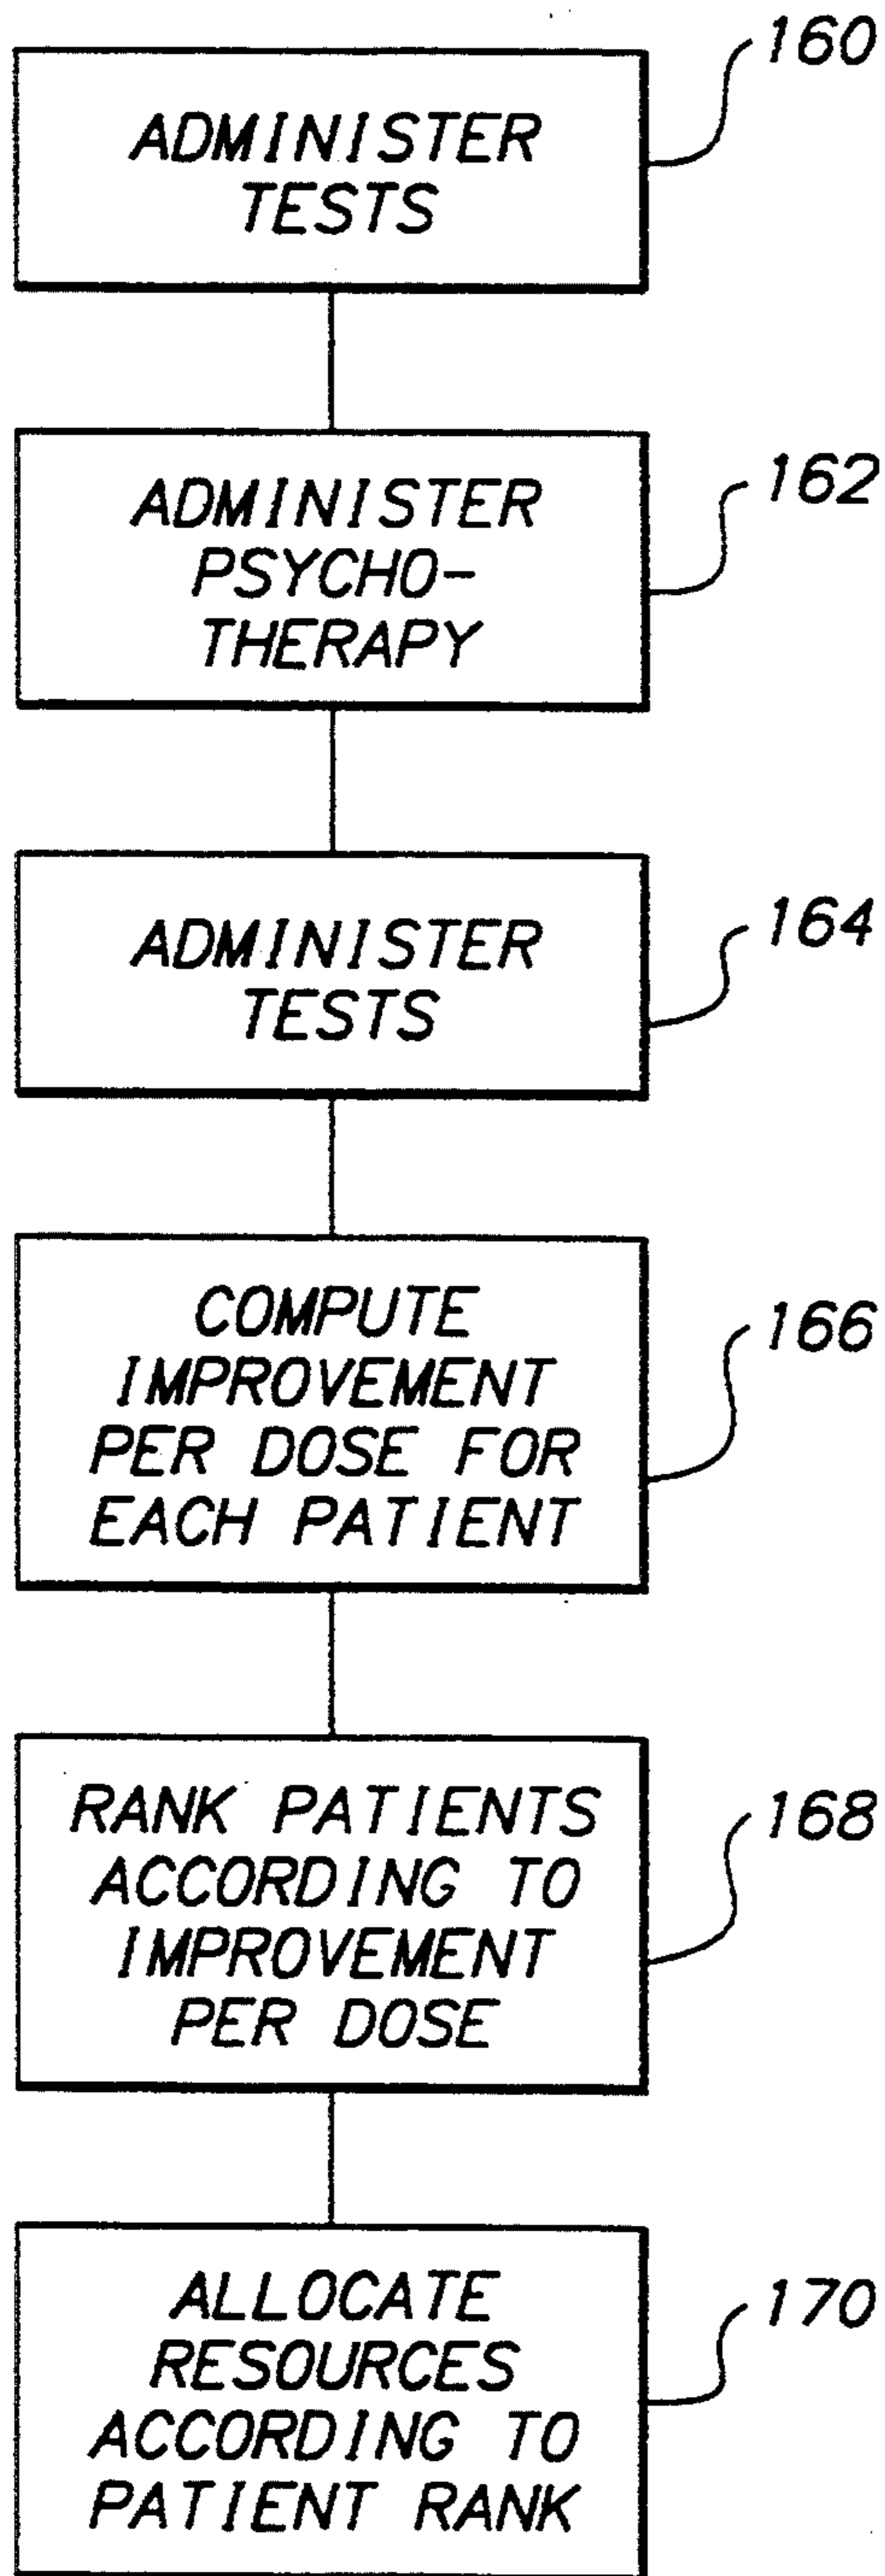 160
ADMINISTER
TESTS
162
ADMINISTER
PSYCHO-
THERAPY
164
ADMINISTER
TESTS
166
COMPUTE
IMPROVEMENT
PER DOSE FOR
EACH PATIENT
168
RANK PATIENTS
ACCORDING TO
IMPROVEMENT
PER DOSE
170
ALLOCATE
RESOURCES
ACCORDING TO
PATIENT RANK